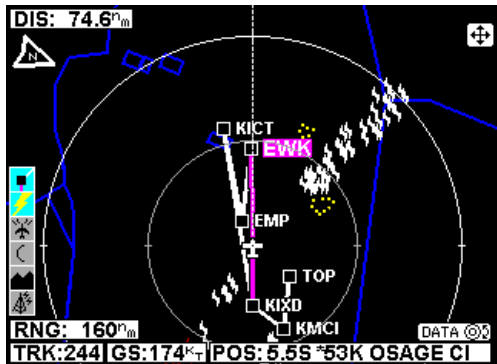 DIS: 74.6nm
N
KICT
EWK
EMP
TOP
KIXD
KMCI
RNG: 160nm
DATA
TRK:244 GS:174KT POS: 5.5S *53K OSAGE CI